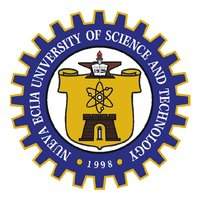 NUEVA ECIJA UNIVERSITY OF SCIENCE AND TECHNOLOGY
· 1998 ·